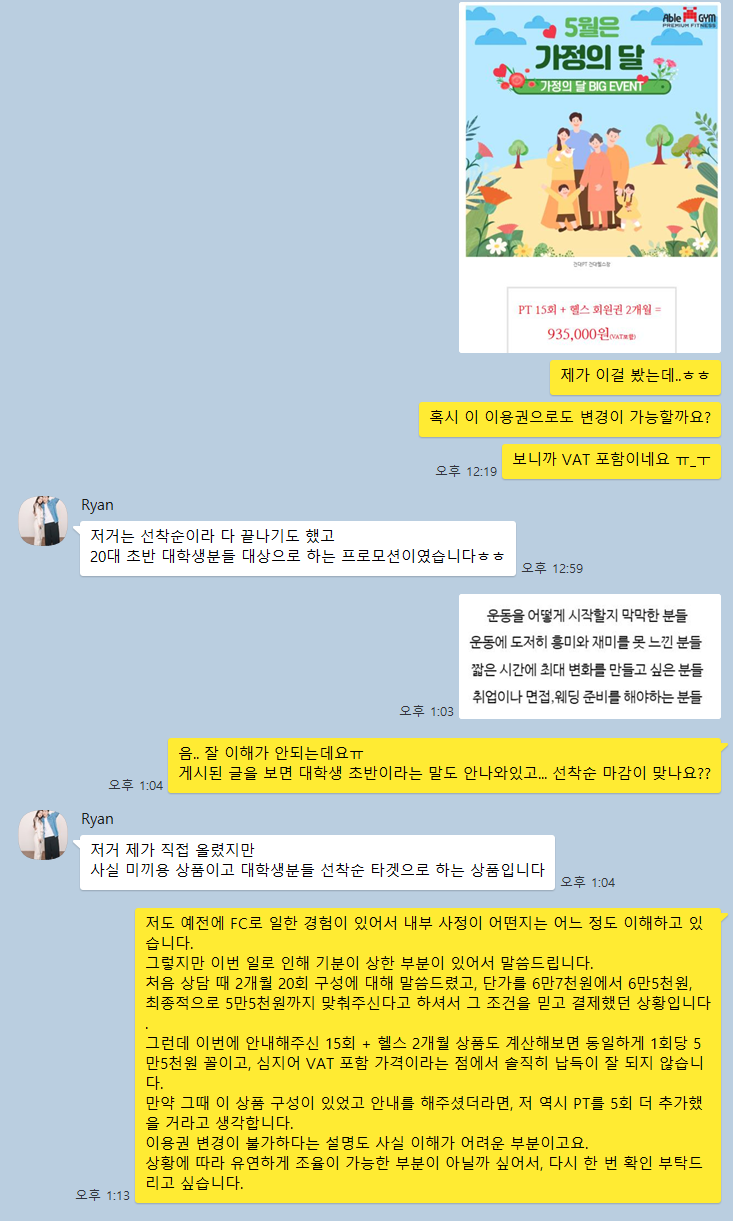 Able GYM
PREMIUM FITNESS
5월은
가정의 달
가정의 달 BIG EVENT
건대PT 건대헬스장
PT 15회 + 헬스 회원권 2개월 =
935,000원(VAT포함)
제가 이걸 봤는데..ㅎㅎ
혹시 이 이용권으로도 변경이 가능할까요?
보니까 VAT 포함이네요 ㅠ_ㅜ
오후 12:19
Ryan
저거는 선착순이라 다 끝나기도 했고
20대 초반 대학생분들 대상으로 하는 프로모션이였습니다ㅎㅎ
오후 12:59
운동을 어떻게 시작할지 막막한 분들
운동에 도저히 흥미와 재미를 못 느낀 분들
짧은 시간에 최대 변화를 만들고 싶은 분들
취업이나 면접,웨딩 준비를 해야하는 분들
오후 1:03
음.. 잘 이해가 안되는데요ㅠ
게시된 글을 보면 대학생 초반이라는 말도 안나와있고... 선착순 마감이 맞나요??
오후 1:04
Ryan
저거 제가 직접 올렸지만
사실 미끼용 상품이고 대학생분들 선착순 타겟으로 하는 상품입니다
오후 1:04
저도 예전에 FC로 일한 경험이 있어서 내부 사정이 어떤지는 어느 정도 이해하고 있
습니다.
그렇지만 이번 일로 인해 기분이 상한 부분이 있어서 말씀드립니다.
처음 상담 때 2개월 20회 구성에 대해 말씀드렸고, 단가를 6만7천원에서 6만5천원,
최종적으로 5만5천원까지 맞춰주신다고 하셔서 그 조건을 믿고 결제했던 상황입니다
.
그런데 이번에 안내해주신 15회 + 헬스 2개월 상품도 계산해보면 동일하게 1회당 5
만5천원 꼴이고, 심지어 VAT 포함 가격이라는 점에서 솔직히 납득이 잘 되지 않습니
다.
만약 그때 이 상품 구성이 있었고 안내를 해주셨더라면, 저 역시 PT를 5회 더 추가했
을 거라고 생각합니다.
이용권 변경이 불가하다는 설명도 사실 이해가 어려운 부분이고요.
상황에 따라 유연하게 조율이 가능한 부분이 아닐까 싶어서, 다시 한 번 확인 부탁드
리고 싶습니다.
오후 1:13